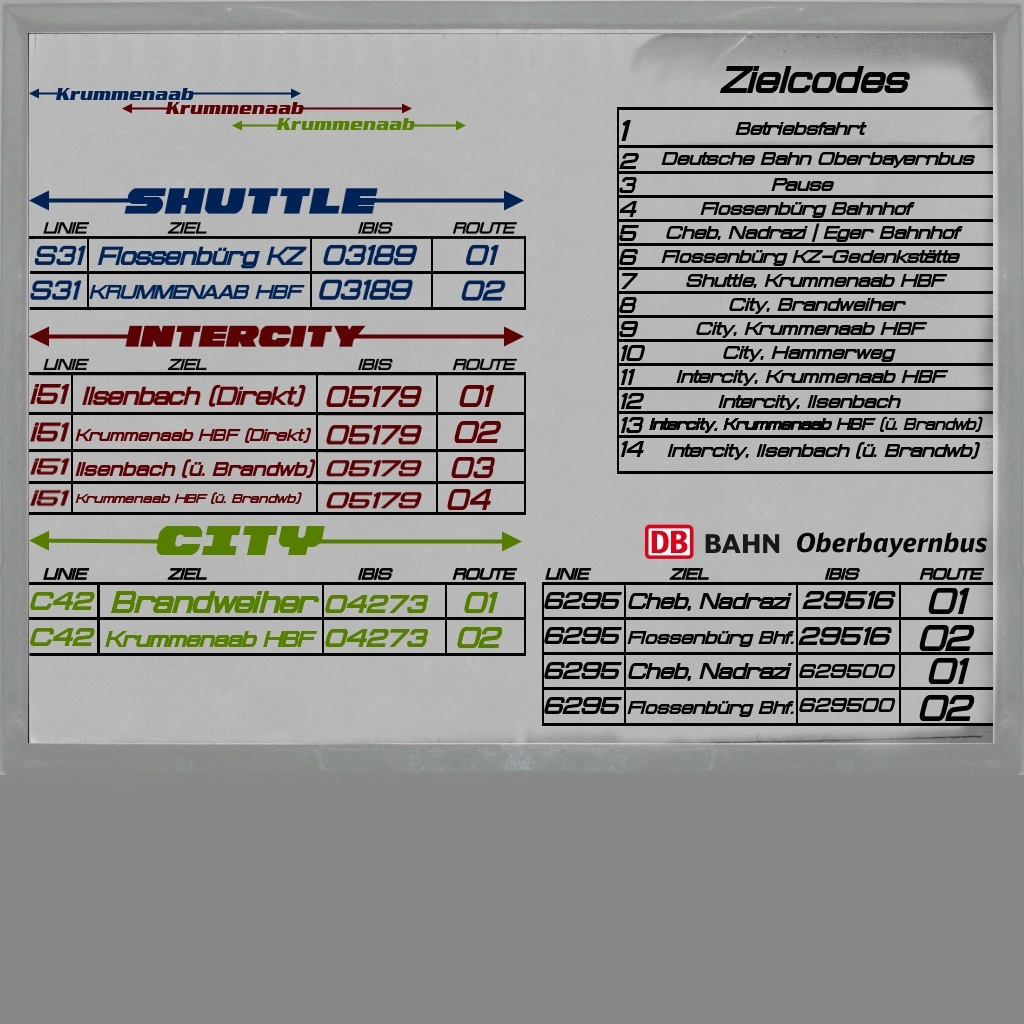 Krummenaab
Krummenaab
Krummenaab
SHUTTLE
LINIE ZIEL IBIS ROUTE
S31 Flossenbürg KZ 03189 01
S31 KRUMMENAAB HBF 03189 02
INTERCITY
LINIE ZIEL IBIS ROUTE
i51 Ilsenbach (Direkt) 05179 01
i51 Krummenaab HBF (Direkt) 05179 02
i51 Ilsenbach (ü. Brandwb) 05179 03
i51 Krummenaab HBF (ü. Brandwb) 05179 04
CITY
LINIE ZIEL IBIS ROUTE
C42 Brandweiher 04273 01
C42 Krummenaab HBF 04273 02
Zielcodes
1 Betriebsfahrt
2 Deutsche Bahn Oberbayernbus
3 Pause
4 Flossenbürg Bahnhof
5 Cheb, Nadrazi | Eger Bahnhof
6 Flossenbürg KZ-Gedenkstätte
7 Shuttle, Krummenaab HBF
8 City, Brandweiher
9 City, Krummenaab HBF
10 City, Hammerweg
11 Intercity, Krummenaab HBF
12 Intercity, Ilsenbach
13 Intercity, Krummenaab HBF (ü. Brandwb)
14 Intercity, Ilsenbach (ü. Brandwb)
DB BAHN Oberbayernbus
LINIE ZIEL IBIS ROUTE
6295 Cheb, Nadrazi 29516 01
6295 Flossenbürg Bhf. 29516 02
6295 Cheb, Nadrazi 629500 01
6295 Flossenbürg Bhf. 629500 02